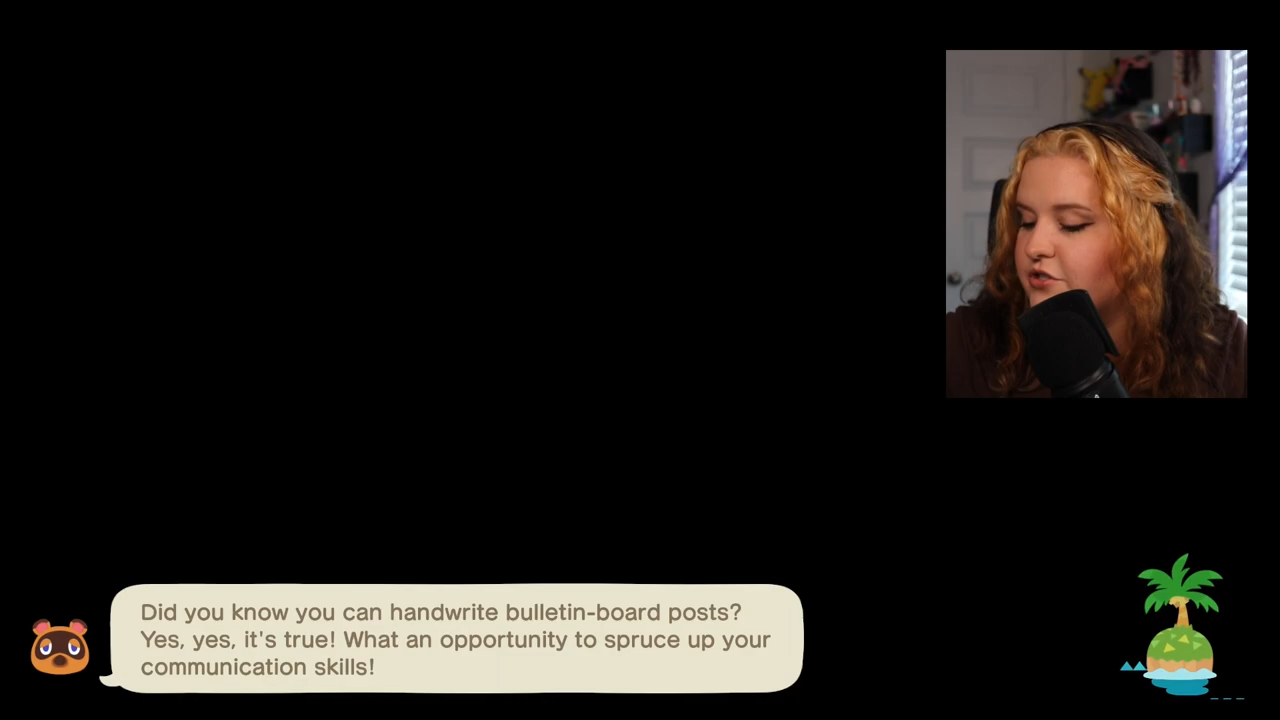 Did you know you can handwrite bulletin-board posts?
Yes, yes, it's true! What an opportunity to spruce up your
communication skills!